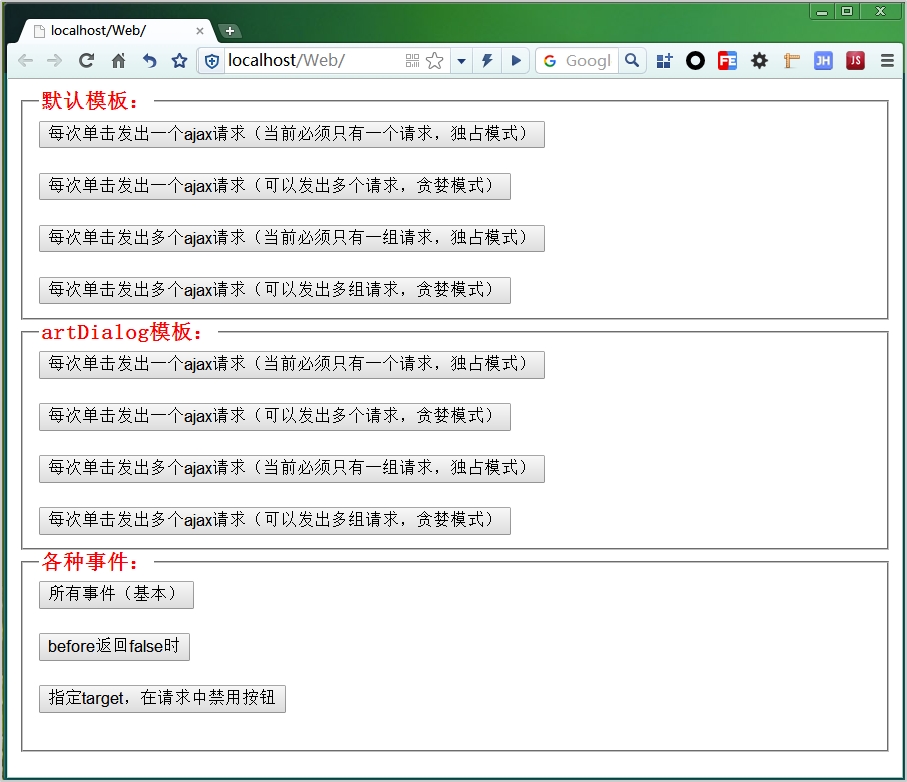 localhost/Web/
localhost/Web/
Googl
FE
JH
JS
默认模板：
每次单击发出一个ajax请求（当前必须只有一个请求，独占模式）
每次单击发出一个ajax请求（可以发出多个请求，贪婪模式）
每次单击发出多个ajax请求（当前必须只有一组请求，独占模式）
每次单击发出多个ajax请求（可以发出多组请求，贪婪模式）
artDialog模板：
每次单击发出一个ajax请求（当前必须只有一个请求，独占模式）
每次单击发出一个ajax请求（可以发出多个请求，贪婪模式）
每次单击发出多个ajax请求（当前必须只有一组请求，独占模式）
每次单击发出多个ajax请求（可以发出多组请求，贪婪模式）
各种事件：
所有事件（基本）
before返回false时
指定target，在请求中禁用按钮